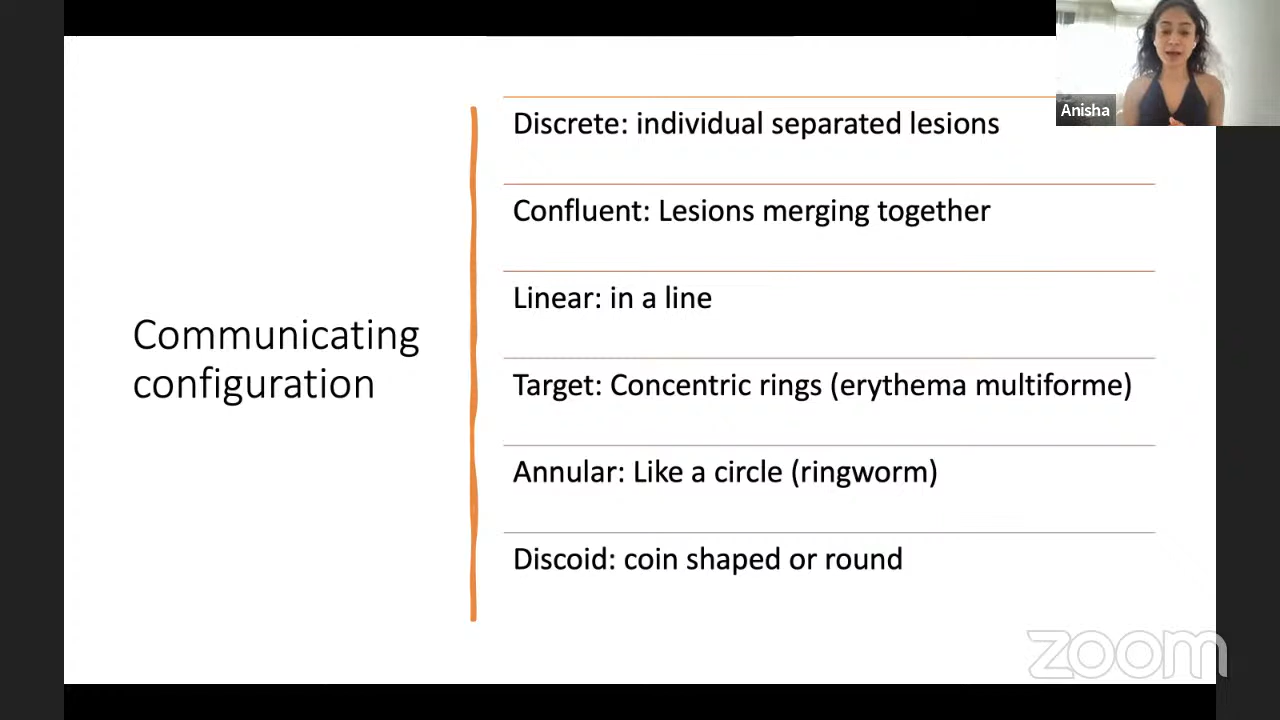 Anisha
Discrete: individual separated lesions
Confluent: Lesions merging together
Linear: in a line
Communicating
configuration
Target: Concentric rings (erythema multiforme)
Annular: Like a circle (ringworm)
Discoid: coin shaped or round
zoom